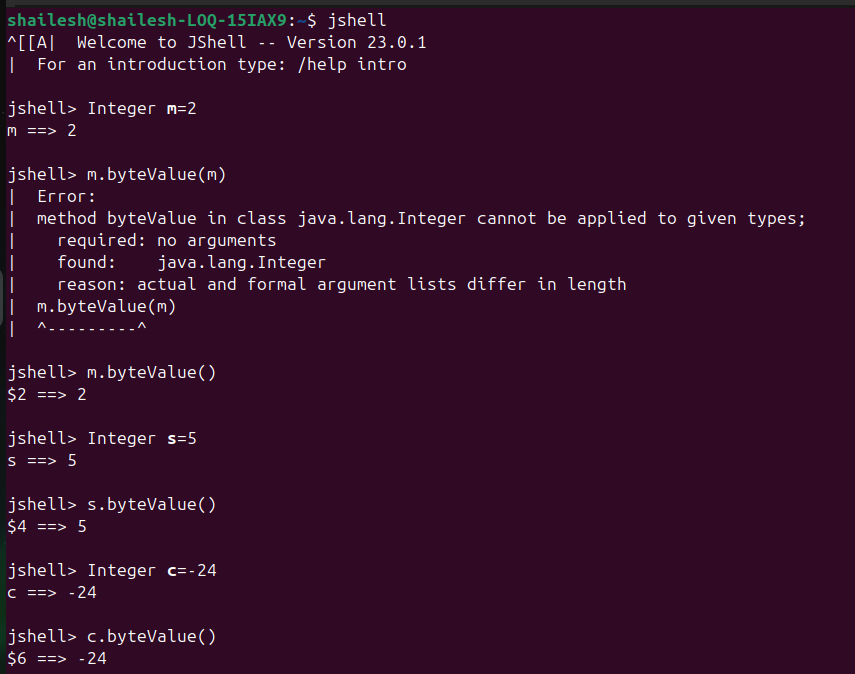 shailesh@shailesh-LOQ-15IAX9:~$ jshell
^[[A|  Welcome to JShell -- Version 23.0.1
|  For an introduction type: /help intro
jshell> Integer m=2
m ==> 2
jshell> m.byteValue(m)
|  Error:
|  method byteValue in class java.lang.Integer cannot be applied to given types;
|    required: no arguments
|    found:    java.lang.Integer
|    reason: actual and formal argument lists differ in length
|  m.byteValue(m)
|  ^---------^
jshell> m.byteValue()
$2 ==> 2
jshell> Integer s=5
s ==> 5
jshell> s.byteValue()
$4 ==> 5
jshell> Integer c=-24
c ==> -24
jshell> c.byteValue()
$6 ==> -24